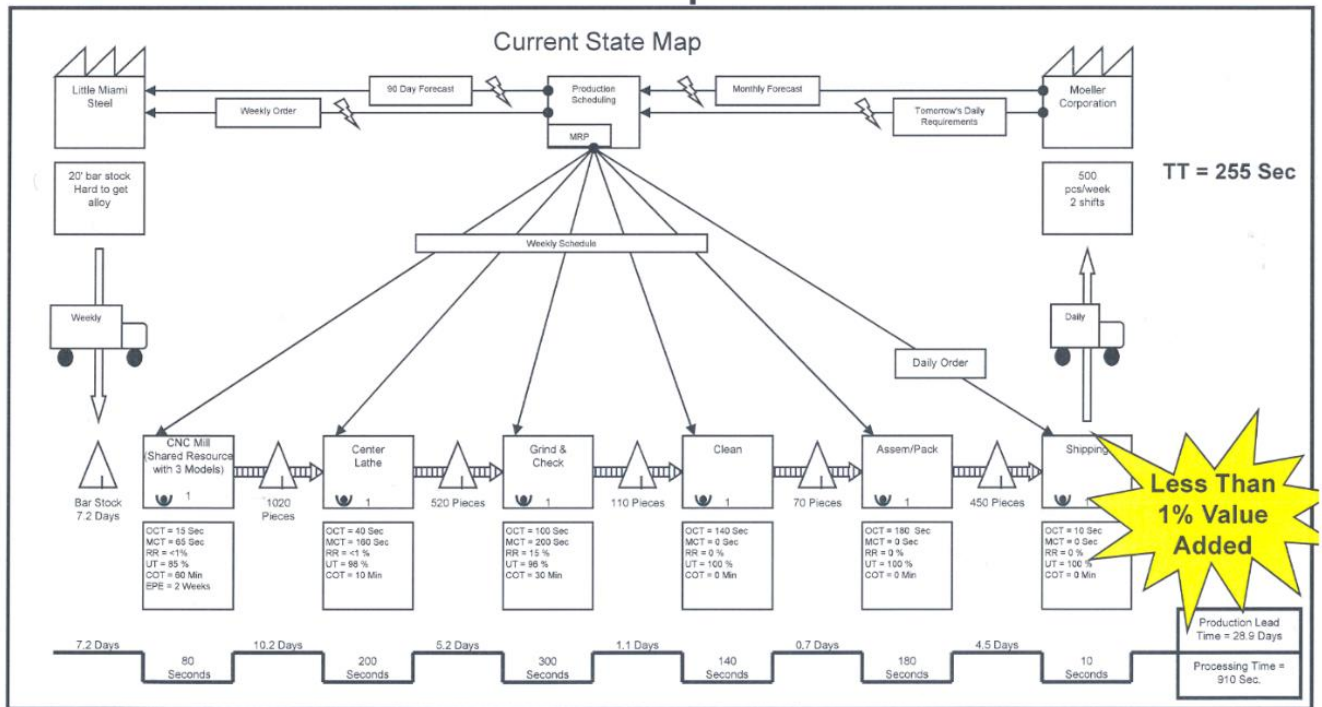 Current State Map
Little Miami
Steel
90 Day Forecast
Weekly Order
Production
Scheduling
MRP
Monthly Forecast
Tomorrow's Daily
Requirements
Moeller
Corporation
20' bar stock
Hard to get
alloy
500
pcs/week
2 shifts
TT = 255 Sec
Weekly Schedule
Weekly
Daily
Daily Order
Bar Stock
7.2 Days
CNC Mill
(Shared Resource
with 3 Models)
1
1020
Pieces
Center
Lathe
1
520 Pieces
Grind &
Check
1
110 Pieces
Clean
1
70 Pieces
Assem/Pack
1
450 Pieces
Shipping
1
Less Than
1% Value
Added
OCT = 15 Sec
MCT = 65 Sec
RR = <1%
UT = 85 %
COT = 60 Min
EPE = 2 Weeks
OCT = 40 Sec
MCT = 160 Sec
RR = <1 %
UT = 98 %
COT = 10 Min
OCT = 100 Sec
MCT = 200 Sec
RR = 15 %
UT = 96 %
COT = 30 Min
OCT = 140 Sec
MCT = 0 Sec
RR = 0 %
UT = 100 %
COT = 0 Min
OCT = 180 Sec
MCT = 0 Sec
RR = 0 %
UT = 100 %
COT = 0 Min
OCT = 10 Sec
MCT = 0 Sec
RR = 0 %
UT = 100 %
COT = 0 Min
7.2 Days
80
Seconds
10.2 Days
200
Seconds
5.2 Days
300
Seconds
1.1 Days
140
Seconds
0.7 Days
180
Seconds
4.5 Days
10
Seconds
Production Lead
Time = 28.9 Days
Processing Time =
910 Sec.